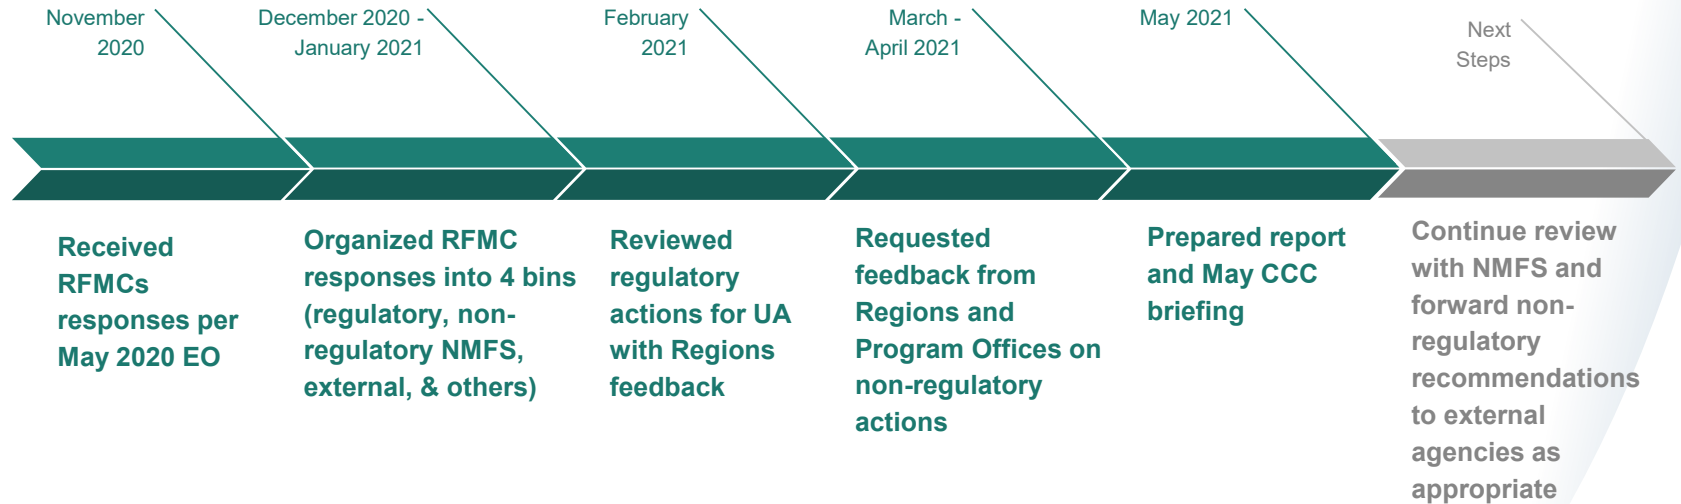 November
2020
December 2020 -
January 2021
February
2021
March -
April 2021
May 2021
Next
Steps
Received
RFMCs
responses per
May 2020 EO
Organized RFMC
responses into 4 bins
(regulatory, non-
regulatory NMFS,
external, & others)
Reviewed
regulatory
actions for UA
with Regions
feedback
Requested
feedback from
Regions and
Program Offices on
non-regulatory
actions
Prepared report
and May CCC
briefing
Continue review
with NMFS and
forward non-
regulatory
recommendations
to external
agencies as
appropriate